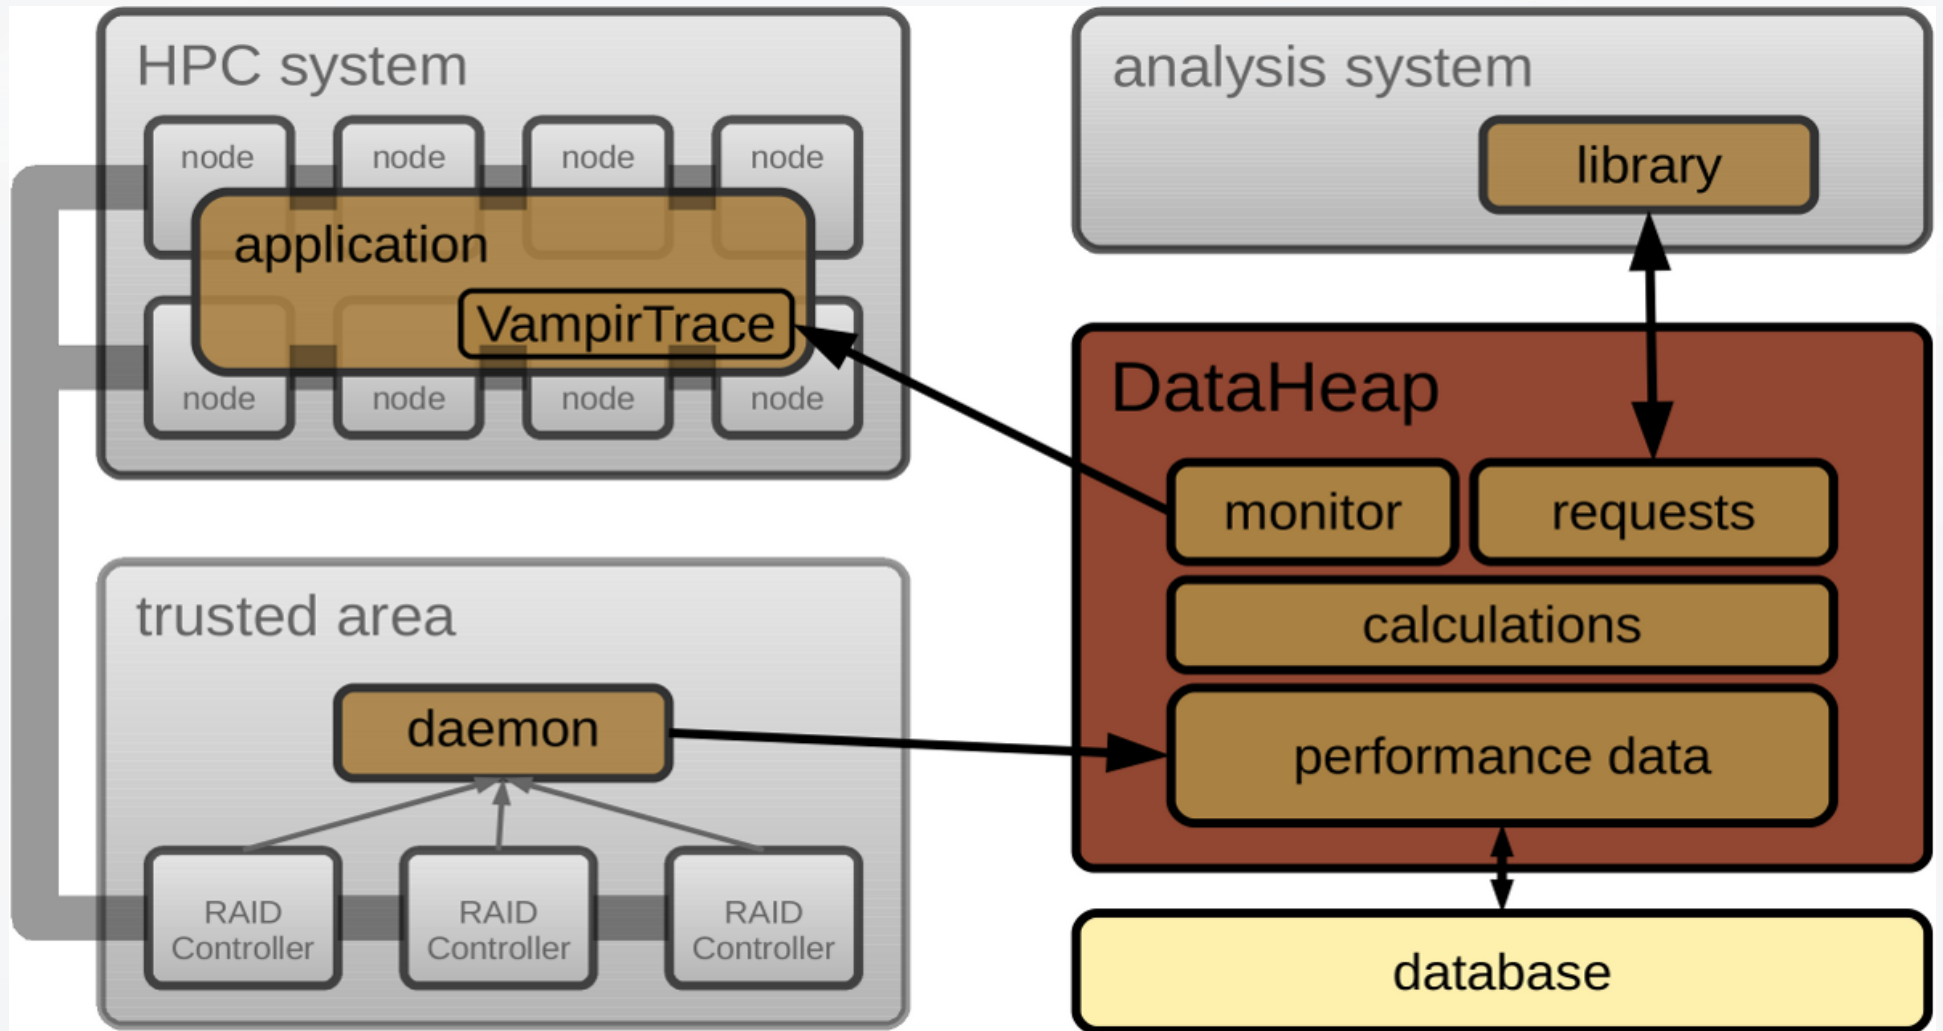 HPC system
node
node
node
node
application
VampirTrace
node
node
node
node
trusted area
daemon
RAID
Controller
RAID
Controller
RAID
Controller
analysis system
library
DataHeap
monitor
requests
calculations
performance data
database